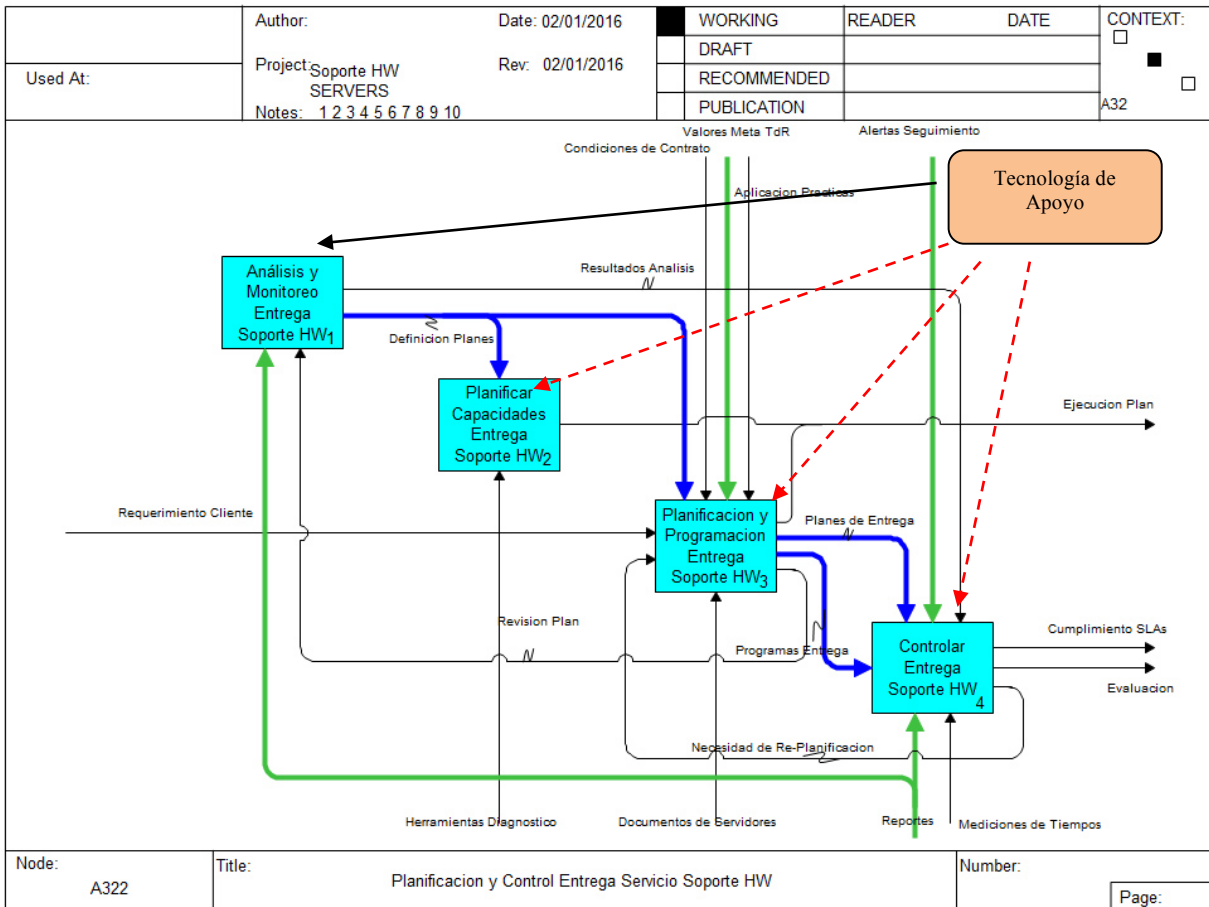 Used At:
Author:
Date: 02/01/2016
Project: Soporte HW
SERVERS
Rev: 02/01/2016
Notes: 1 2 3 4 5 6 7 8 9 10
WORKING
DRAFT
RECOMMENDED
PUBLICATION
READER
DATE
CONTEXT:
A32
Valores Meta TdR
Alertas Seguimiento
Condiciones de Contrato
Aplicacion Practicas
Tecnología de
Apoyo
Análisis y
Monitoreo
Entrega
Soporte HW1
Resultados Analisis
Definicion Planes
Planificar
Capacidades
Entrega
Soporte HW2
Ejecucion Plan
Requerimiento Cliente
Planificacion y
Programacion
Entrega
Soporte HW3
Planes de Entrega
Revision Plan
Programas Entrega
Controlar
Entrega
Soporte HW
4
Cumplimiento SLAs
Evaluacion
Necesidad de Re-Planificacion
Herramientas Diagnostico
Documentos de Servidores
Reportes
Mediciones de Tiempos
Node:
A322
Title:
Planificacion y Control Entrega Servicio Soporte HW
Number:
Page: